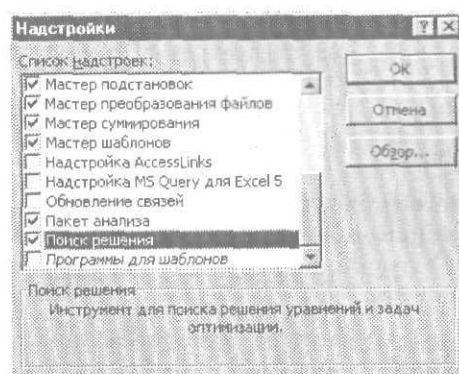 Надстройки
Список надстроек:
Мастер подстановок
Мастер преобразования файлов
Мастер суммирования
Мастер шаблонов
Надстройка AccessLinks
Надстройка MS Query для Excel 5
Обновление связей
Пакет анализа
Поиск решения
Программы для шаблонов
OK
Отмена
Обзор...
Поиск решения
Инструмент для поиска решения уравнений и задач
оптимизации.